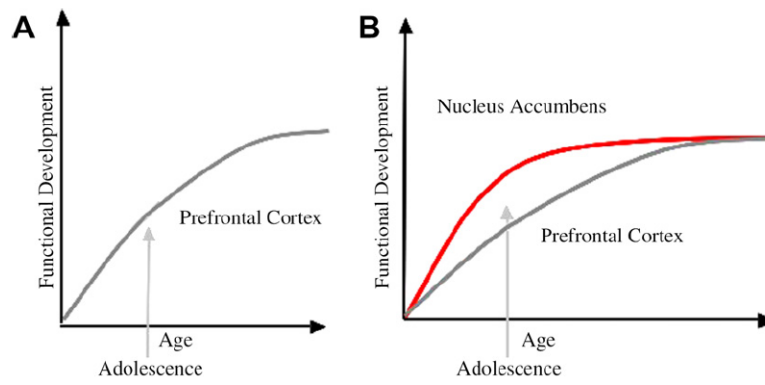 A
Functional Development
Prefrontal Cortex
Age
Adolescence
B
Functional Development
Nucleus Accumbens
Prefrontal Cortex
Age
Adolescence